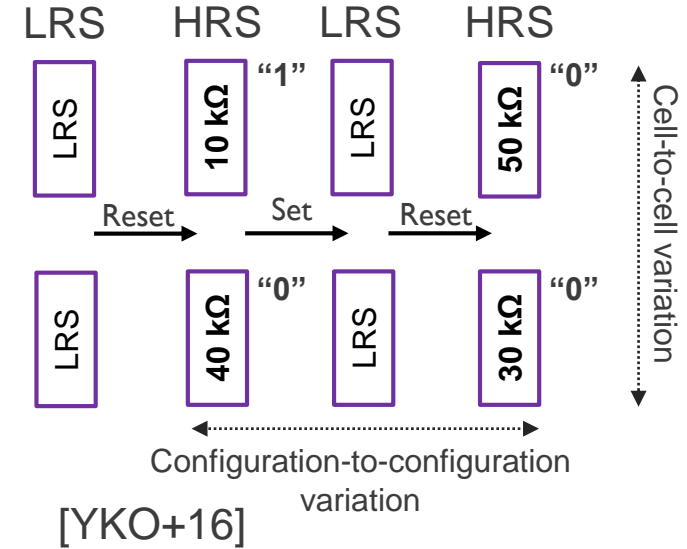 LRS HRS LRS HRS
LRS
10 kΩ
"1"
LRS
50 kΩ
"0"
Reset
Set
Reset
LRS
40 kΩ
"0"
LRS
30 kΩ
"0"
Cell-to-cell variation
Configuration-to-configuration
variation
[YKO+16]